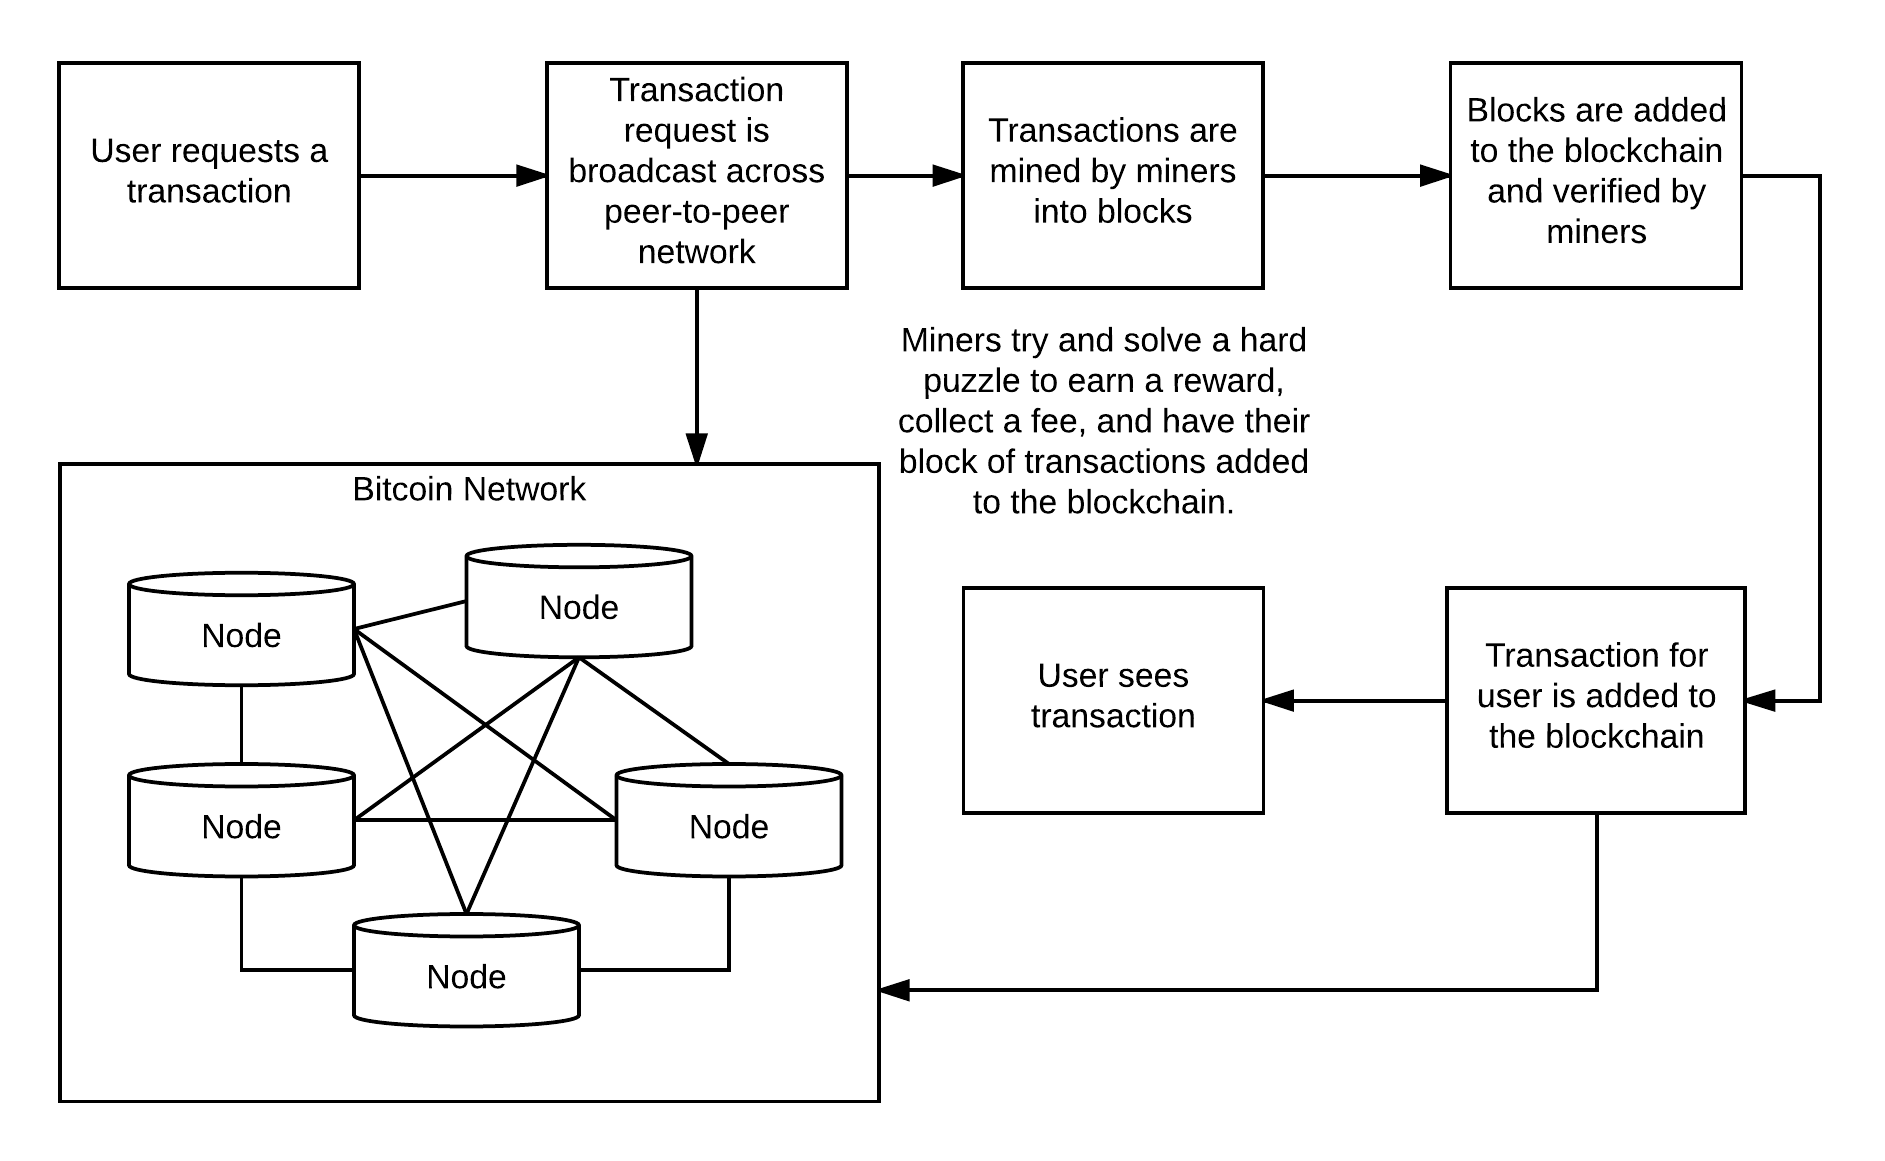 User requests a
transaction
Transaction
request is
broadcast across
peer-to-peer
network
Transactions are
mined by miners
into blocks
Blocks are added
to the blockchain
and verified by
miners
Miners try and solve a hard
puzzle to earn a reward,
collect a fee, and have their
block of transactions added
to the blockchain.
Bitcoin Network
Node
Node
Node
Node
Node
User sees
transaction
Transaction for
user is added to
the blockchain